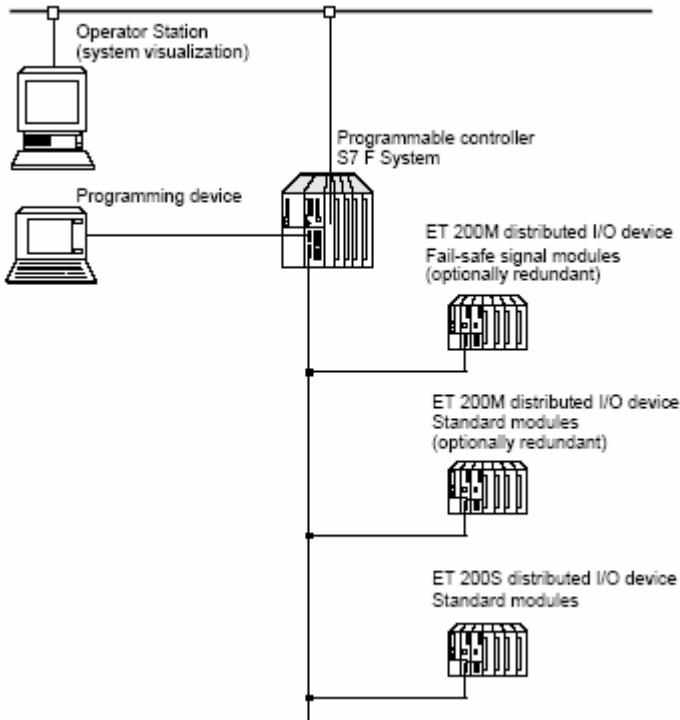 Operator Station
(system visualization)
Programmable controller
S7 F System
Programming device
ET 200M distributed I/O device
Fail-safe signal modules
(optionally redundant)
ET 200M distributed I/O device
Standard modules
(optionally redundant)
ET 200S distributed I/O device
Standard modules